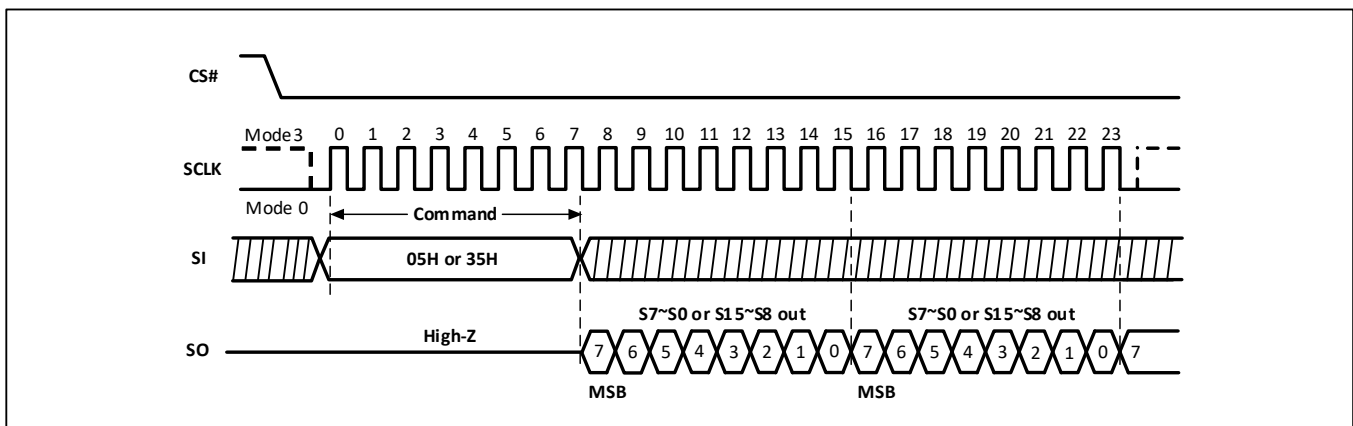 CS#
Mode3 0 1 2 3 4 5 6 7 8 9 10 11 12 13 14 15 16 17 18 19 20 21 22 23
SCLK
Mode 0 Command
SI 05H or 35H
S7~S0 or S15~S8 out S7~S0 or S15~S8 out
High-Z
SO 7 6 5 4 3 2 1 0 7 6 5 4 3 2 1 0 7
MSB MSB